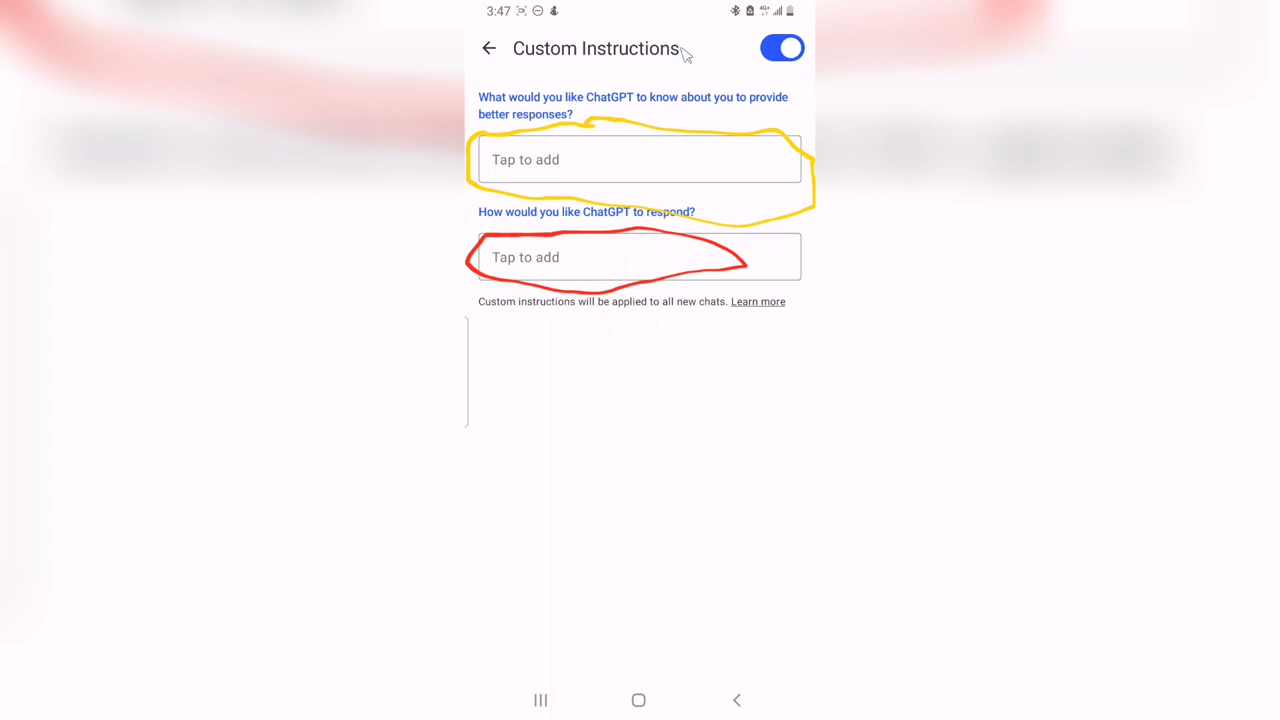 3:47
4G+
Custom Instructions
What would you like ChatGPT to know about you to provide
better responses?
Tap to add
How would you like ChatGPT to respond?
Tap to add
Custom instructions will be applied to all new chats. Learn more